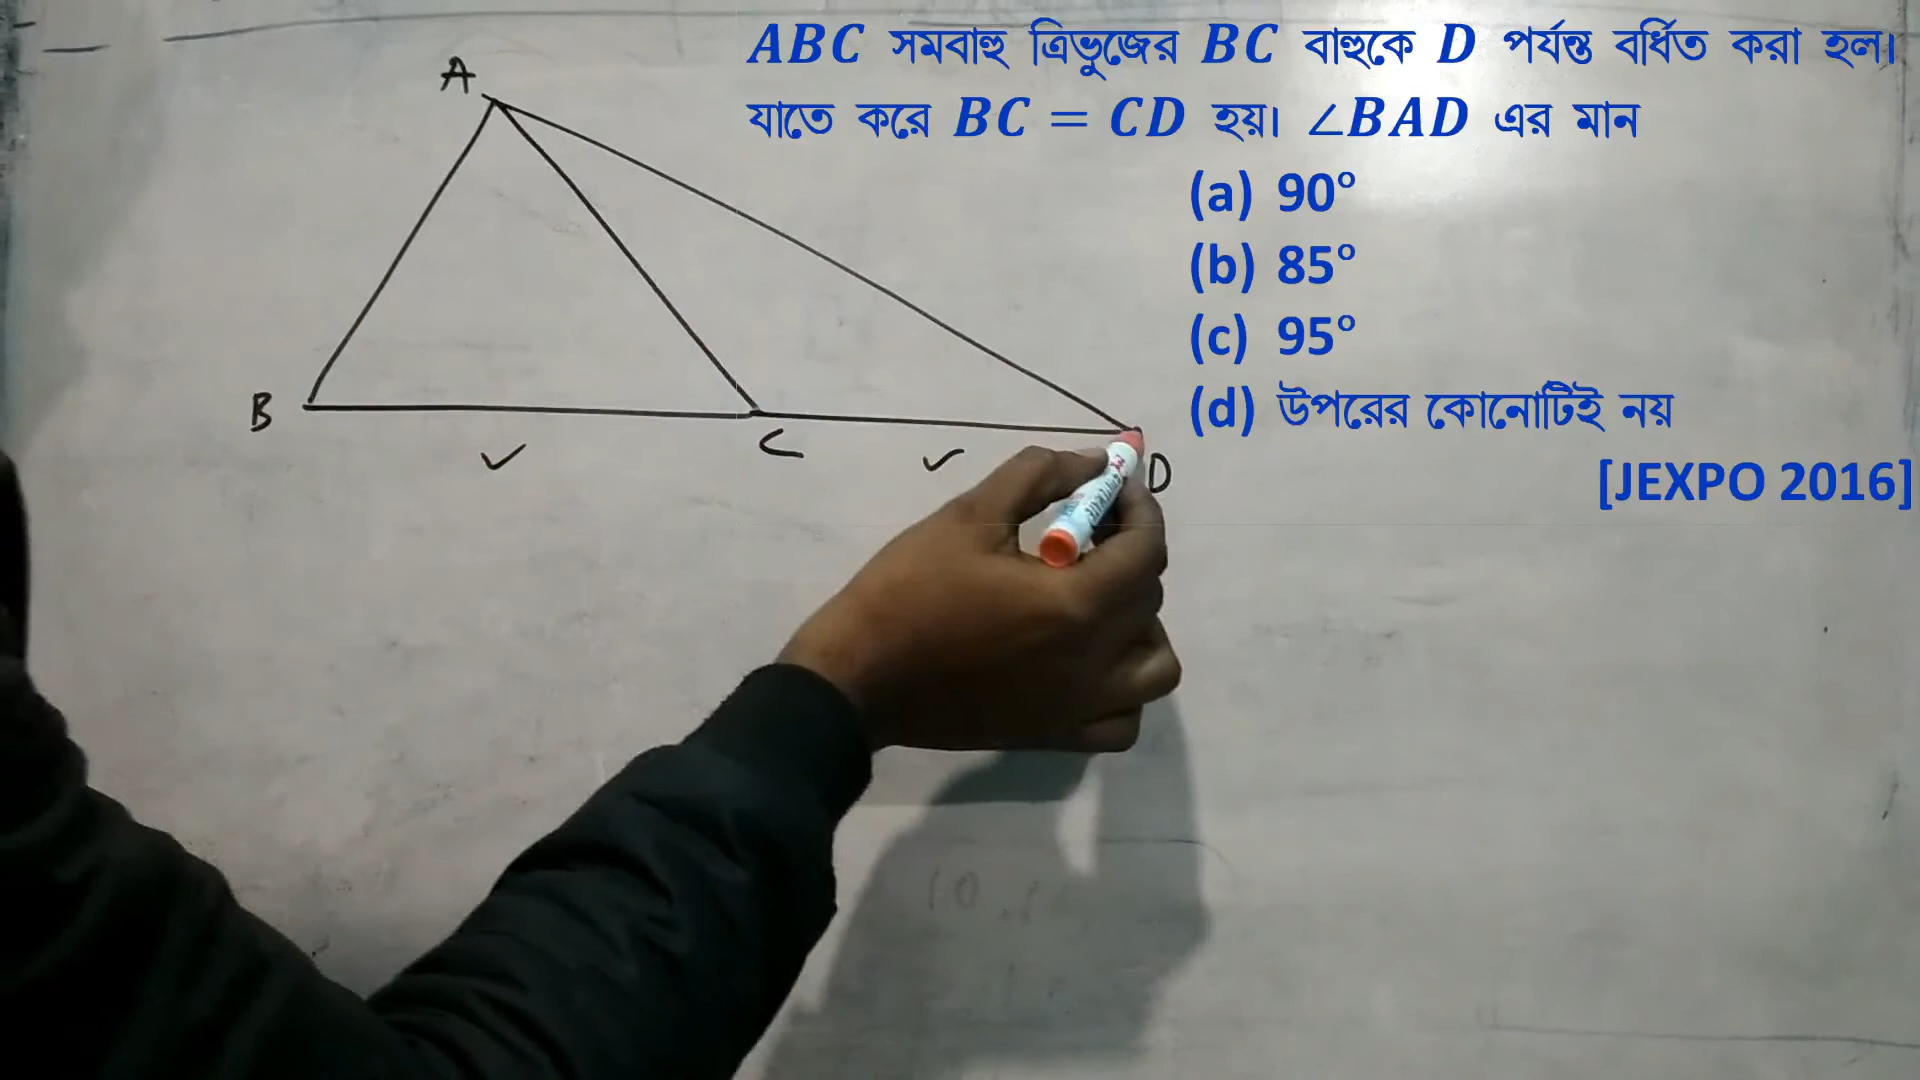 ABC সমবাহু ত্রিভুজের BC বাহুকে D পর্যন্ত বর্ধিত করা হল।
যাতে করে BC = CD হয়। ∠BAD এর মান
(a) 90°
(b) 85°
(c) 95°
(d) উপরের কোনোটিই নয়
[JEXPO 2016]
A
B
C
D